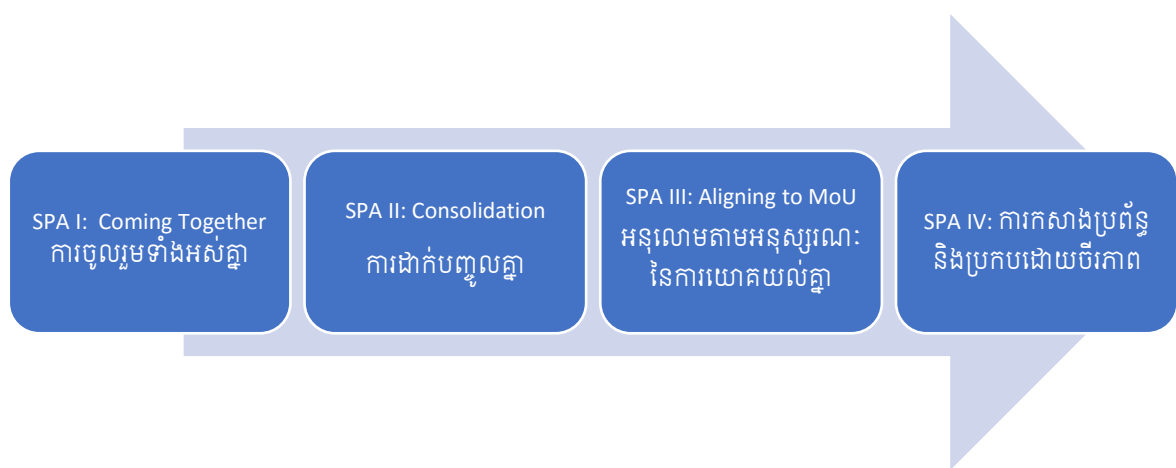 SPA I: Coming Together
ការចូលរួមទាំងអស់គ្នា
SPA II: Consolidation
ការដាក់បញ្ចូលគ្នា
SPA III: Aligning to MoU
អនុលោមតាមអនុស្សរណៈ
នៃការយោគយល់គ្នា
SPA IV: ការកសាងប្រព័ន្ធ
និងប្រកបដោយចីរភាព